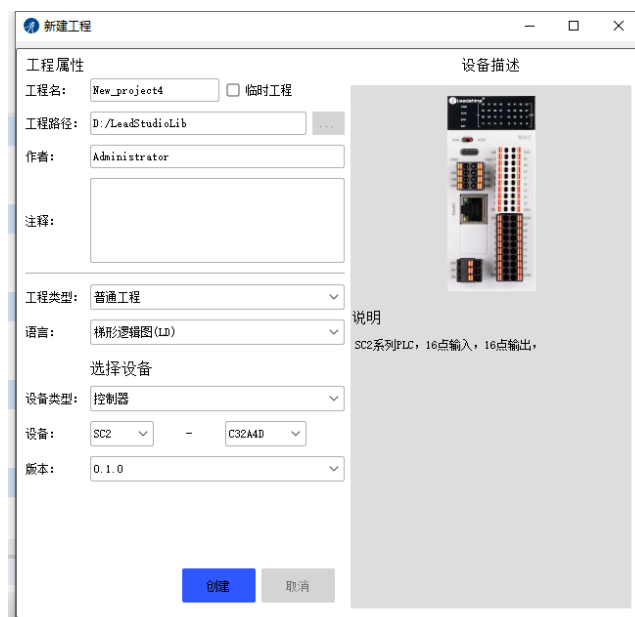 新建工程
工程属性
工程名: New_project4 临时工程
工程路径: D:/LeadStudioLib ...
作者: Administrator
注释:
工程类型: 普通工程
语言: 梯形逻辑图(LD)
选择设备
设备类型: 控制器
设备: SC2 - C32A4D
版本: 0.1.0
创建 取消
设备描述
Leadshine
说明
SC2系列PLC，16点输入，16点输出，